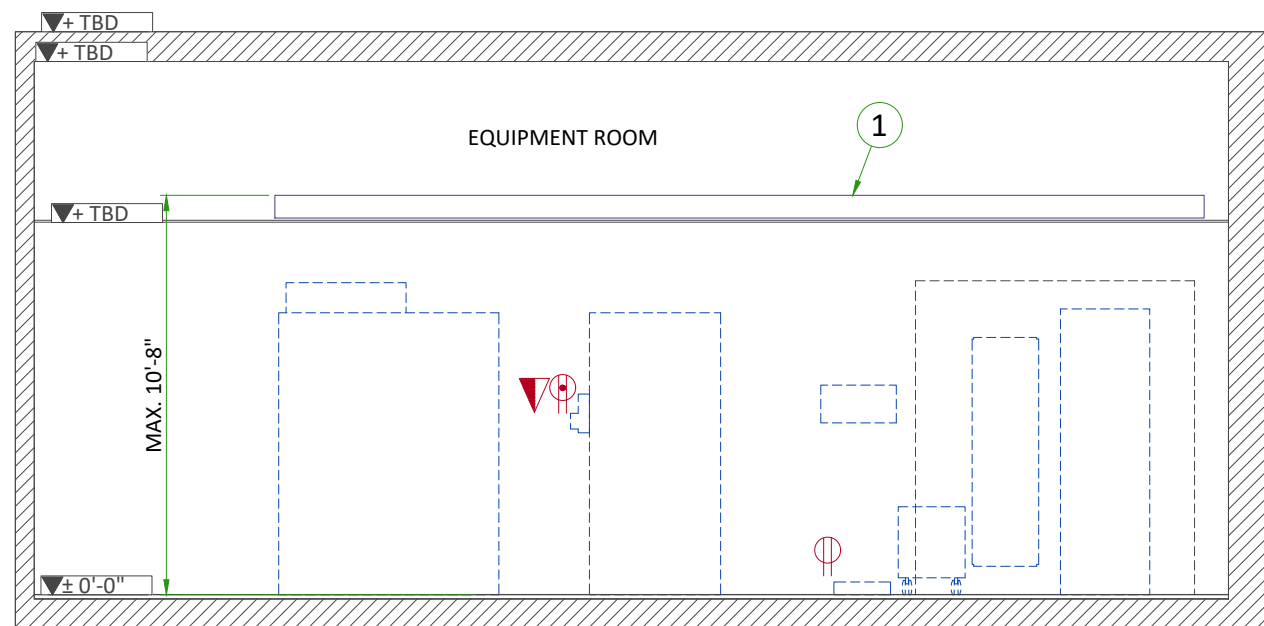 + TBD
+ TBD
EQUIPMENT ROOM
1
+ TBD
MAX. 10'-8"
± 0'-0"